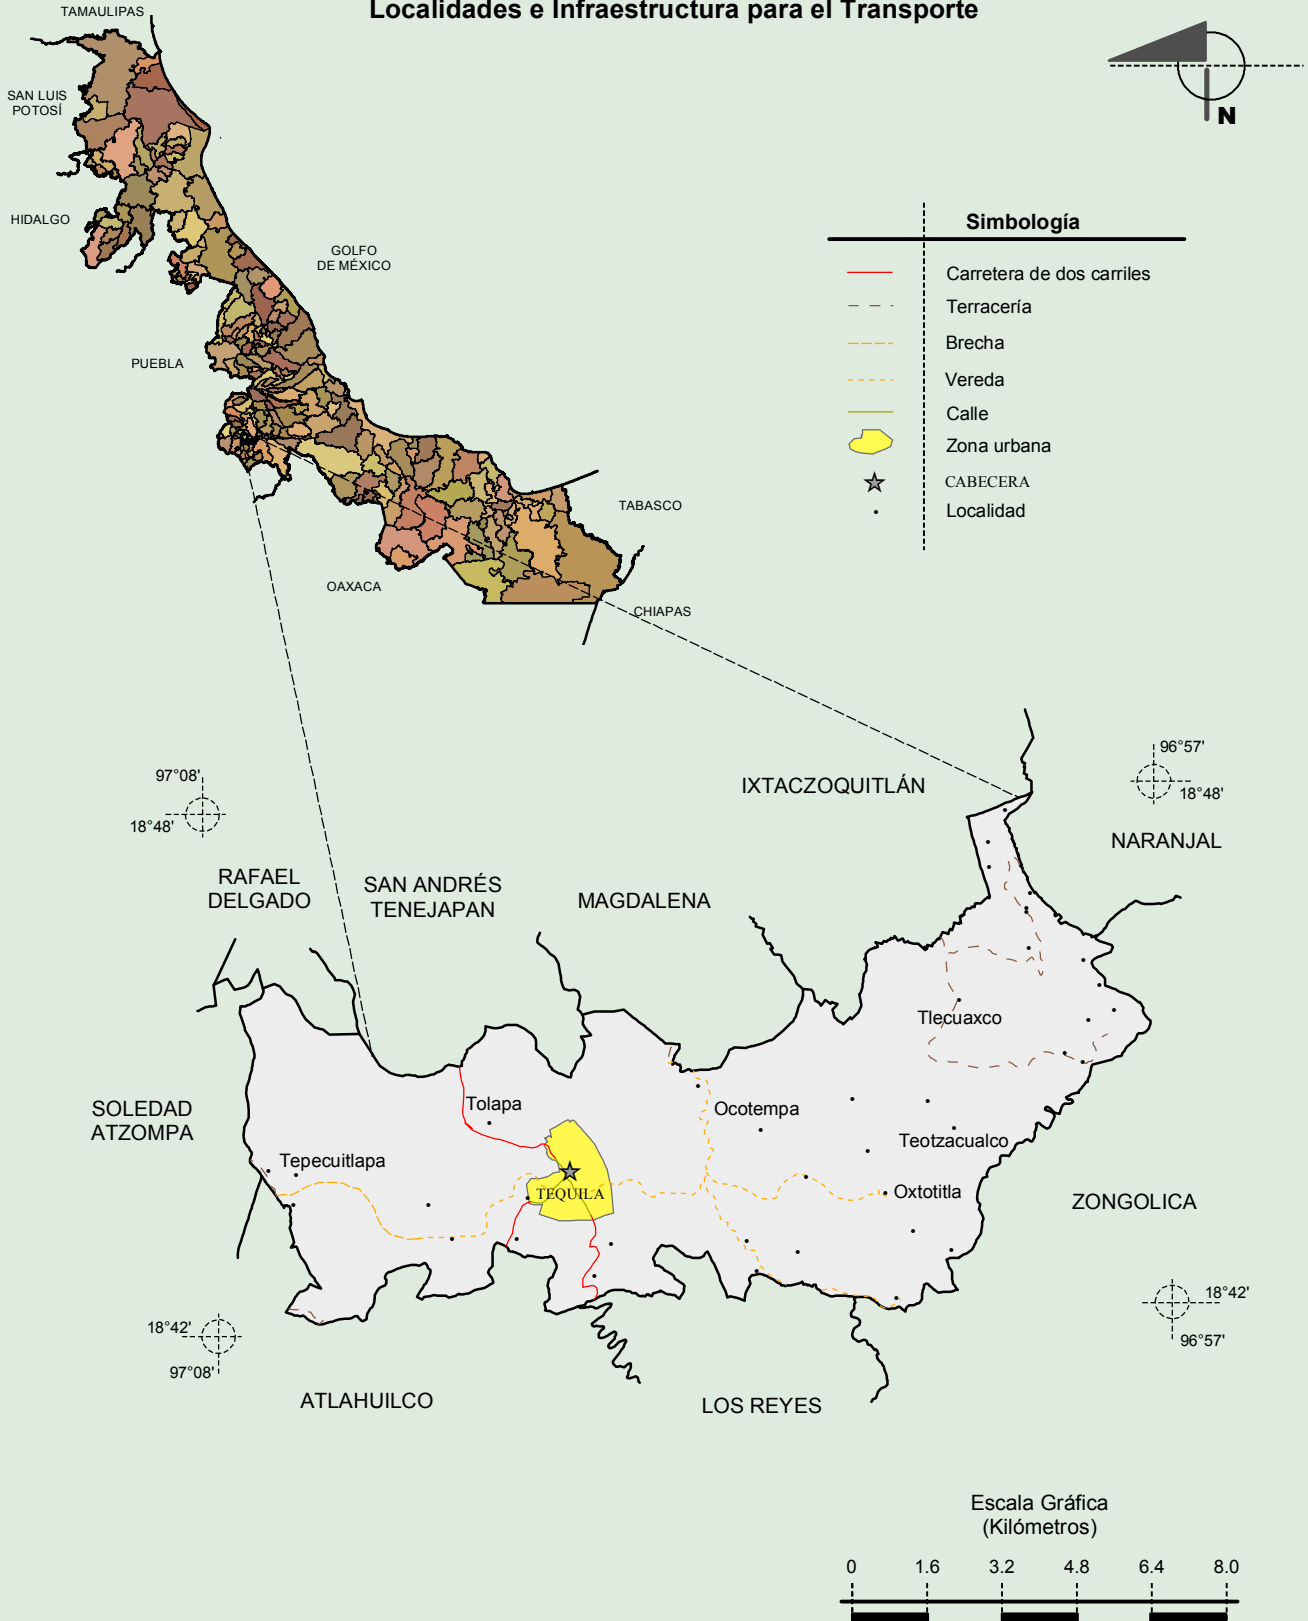 Localidades e Infraestructura para el Transporte
TAMAULIPAS
SAN LUIS
POTOSÍ
HIDALGO
GOLFO
DE MÉXICO
PUEBLA
TABASCO
OAXACA
CHIAPAS
N
Simbología
Carretera de dos carriles
Terracería
Brecha
Vereda
Calle
Zona urbana
CABECERA
Localidad
97°08'
18°48'
96°57'
18°48'
IXTACZOQUITLÁN
NARANJAL
RAFAEL
DELGADO
SAN ANDRÉS
TENEJAPAN
MAGDALENA
Tlecuaxco
SOLEDAD
ATZOMPA
Tolapa
Ocotempa
Teotzacualco
Tepecuitlapa
TEQUILA
Oxtotitla
ZONGOLICA
18°42'
97°08'
18°42'
96°57'
ATLAHUILCO
LOS REYES
Escala Gráfica
(Kilómetros)
0 1.6 3.2 4.8 6.4 8.0